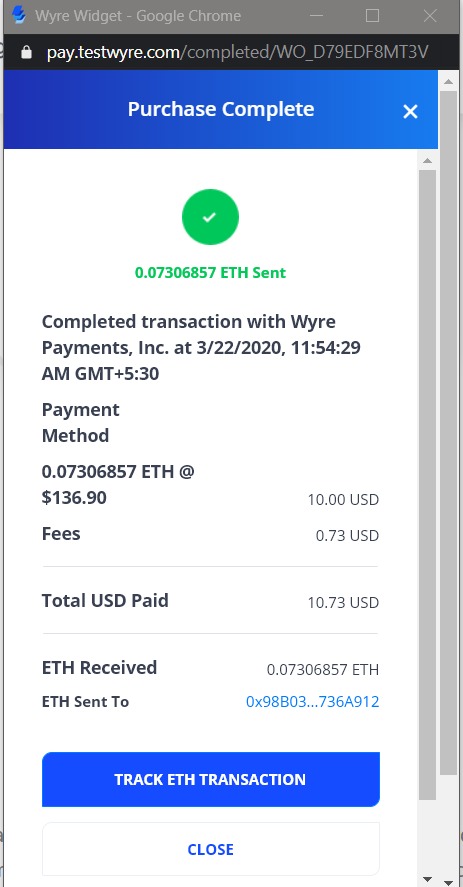 Wyre Widget - Google Chrome
pay.testwyre.com/completed/WO_D79EDF8MT3V
Purchase Complete
0.07306857 ETH Sent
Completed transaction with Wyre
Payments, Inc. at 3/22/2020, 11:54:29
AM GMT+5:30
Payment
Method
0.07306857 ETH @
$136.90 10.00 USD
Fees 0.73 USD
Total USD Paid 10.73 USD
ETH Received 0.07306857 ETH
ETH Sent To 0x98B03...736A912
TRACK ETH TRANSACTION
CLOSE